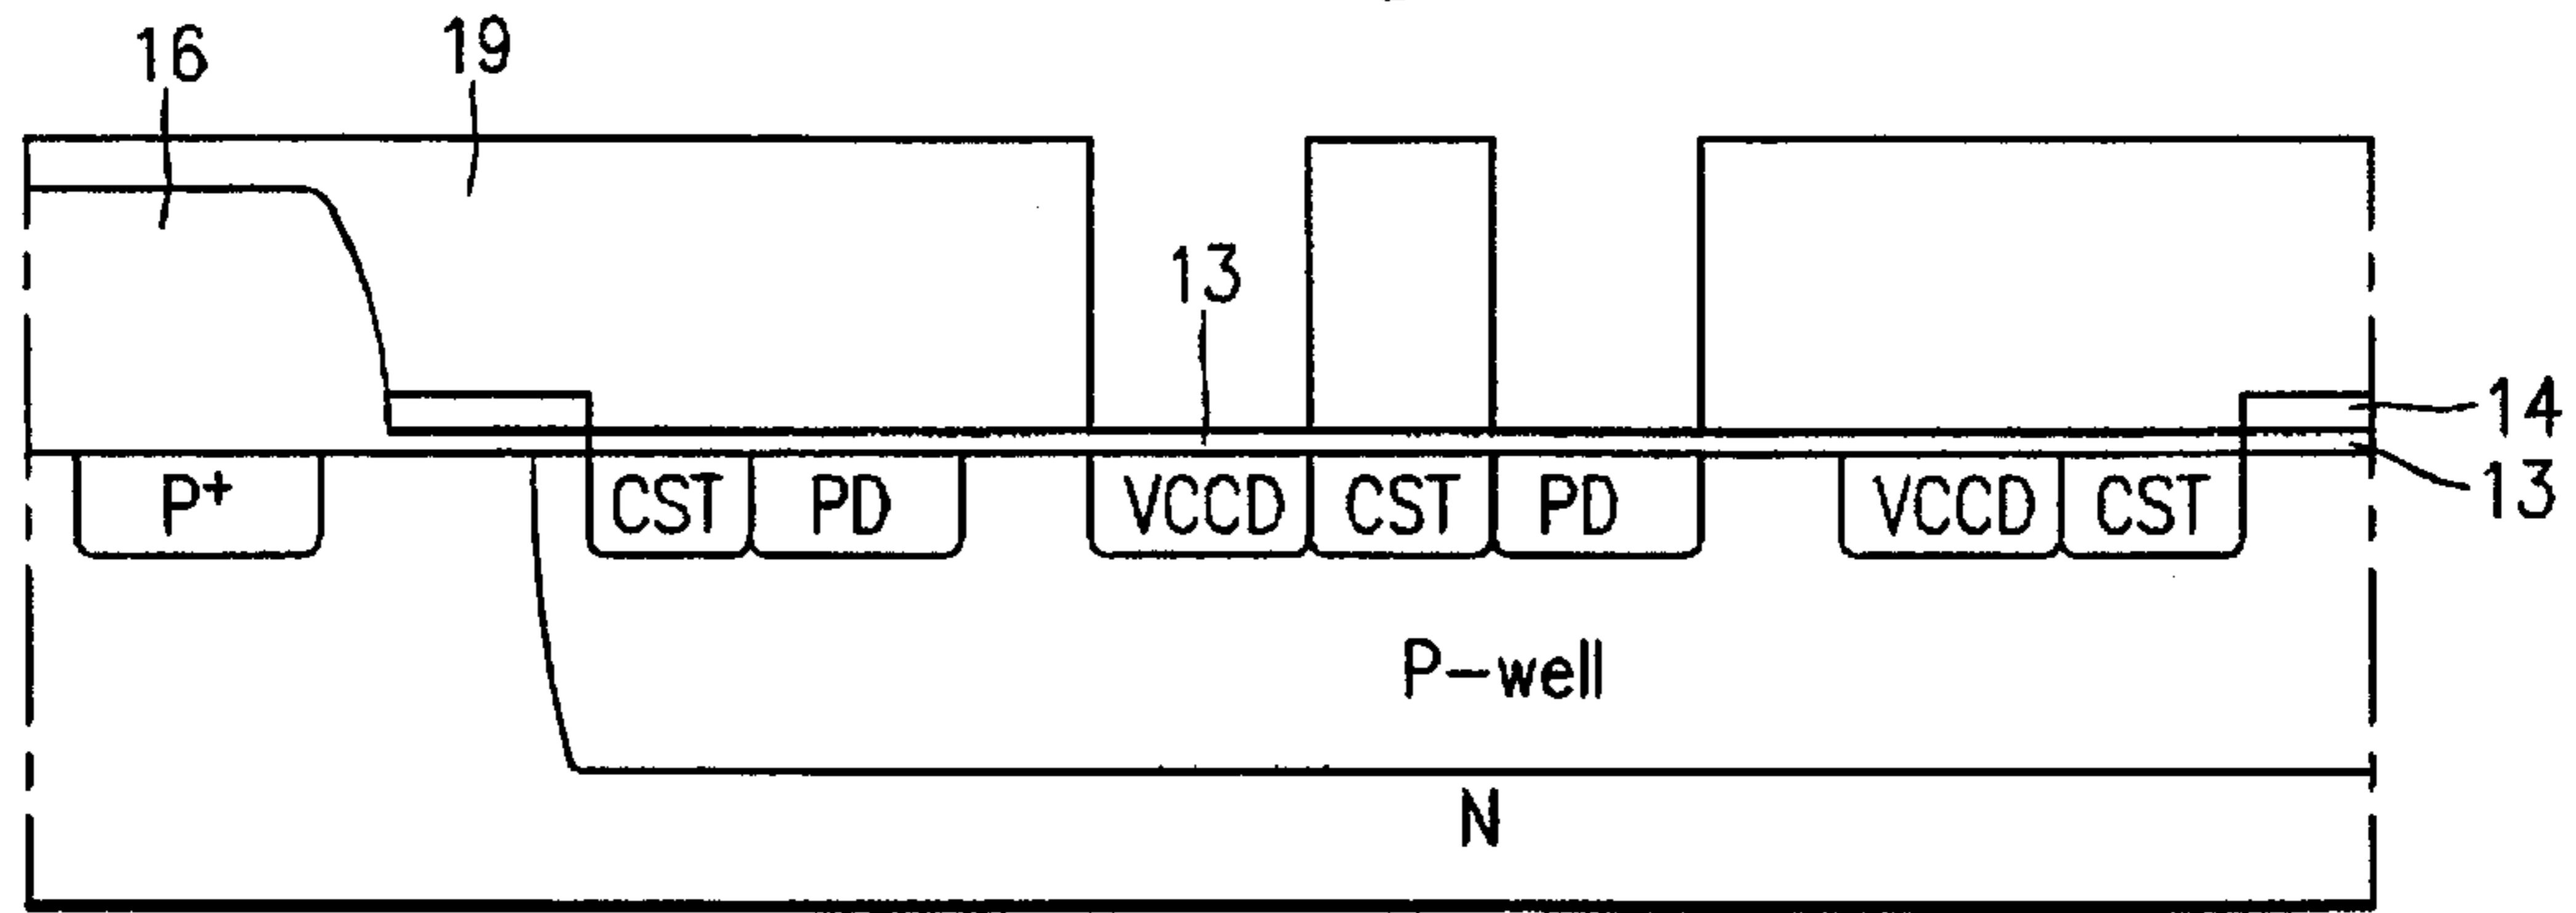 16 19
13
14
P+ CST PD VCCD CST PD VCCD CST 13
P-well
N